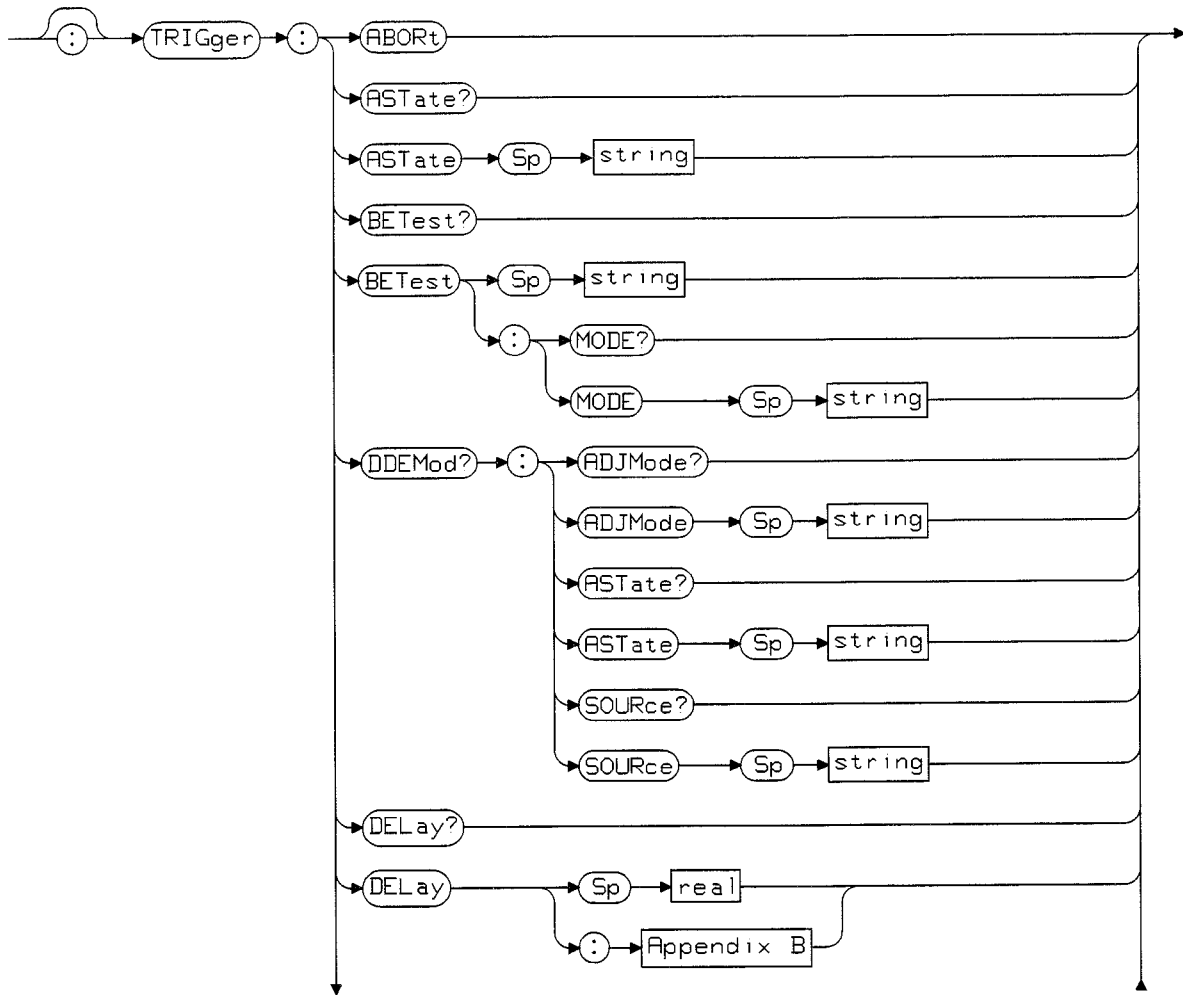 : TRIGger : ABORt
ASTate?
ASTate Sp string
BETest?
BETest Sp string
: MODE?
MODE Sp string
DDEMod? : ADJMode?
ADJMode Sp string
ASTate?
ASTate Sp string
SOURce?
SOURce Sp string
DELay?
DELay Sp real
: Appendix B